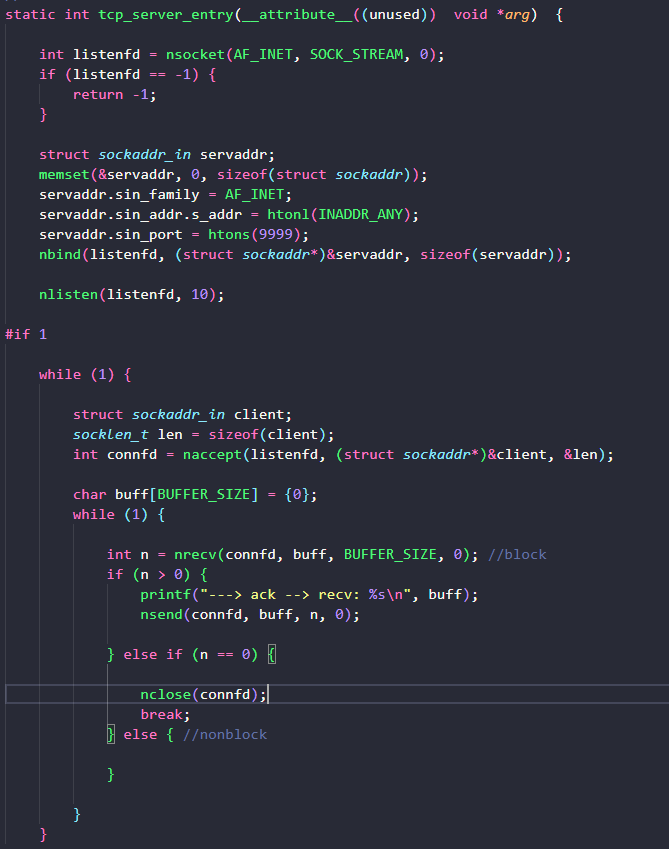 static int tcp_server_entry(__attribute__((unused))  void *arg)  {
int listenfd = nsocket(AF_INET, SOCK_STREAM, 0);
if (listenfd == -1) {
return -1;
}
struct sockaddr_in servaddr;
memset(&servaddr, 0, sizeof(struct sockaddr));
servaddr.sin_family = AF_INET;
servaddr.sin_addr.s_addr = htonl(INADDR_ANY);
servaddr.sin_port = htons(9999);
nbind(listenfd, (struct sockaddr*)&servaddr, sizeof(servaddr));
nlisten(listenfd, 10);
#if 1
while (1) {
struct sockaddr_in client;
socklen_t len = sizeof(client);
int connfd = naccept(listenfd, (struct sockaddr*)&client, &len);
char buff[BUFFER_SIZE] = {0};
while (1) {
int n = nrecv(connfd, buff, BUFFER_SIZE, 0); //block
if (n > 0) {
printf("---> ack --> recv: %s\n", buff);
nsend(connfd, buff, n, 0);
} else if (n == 0) {
nclose(connfd);
break;
} else { //nonblock
}
}
}